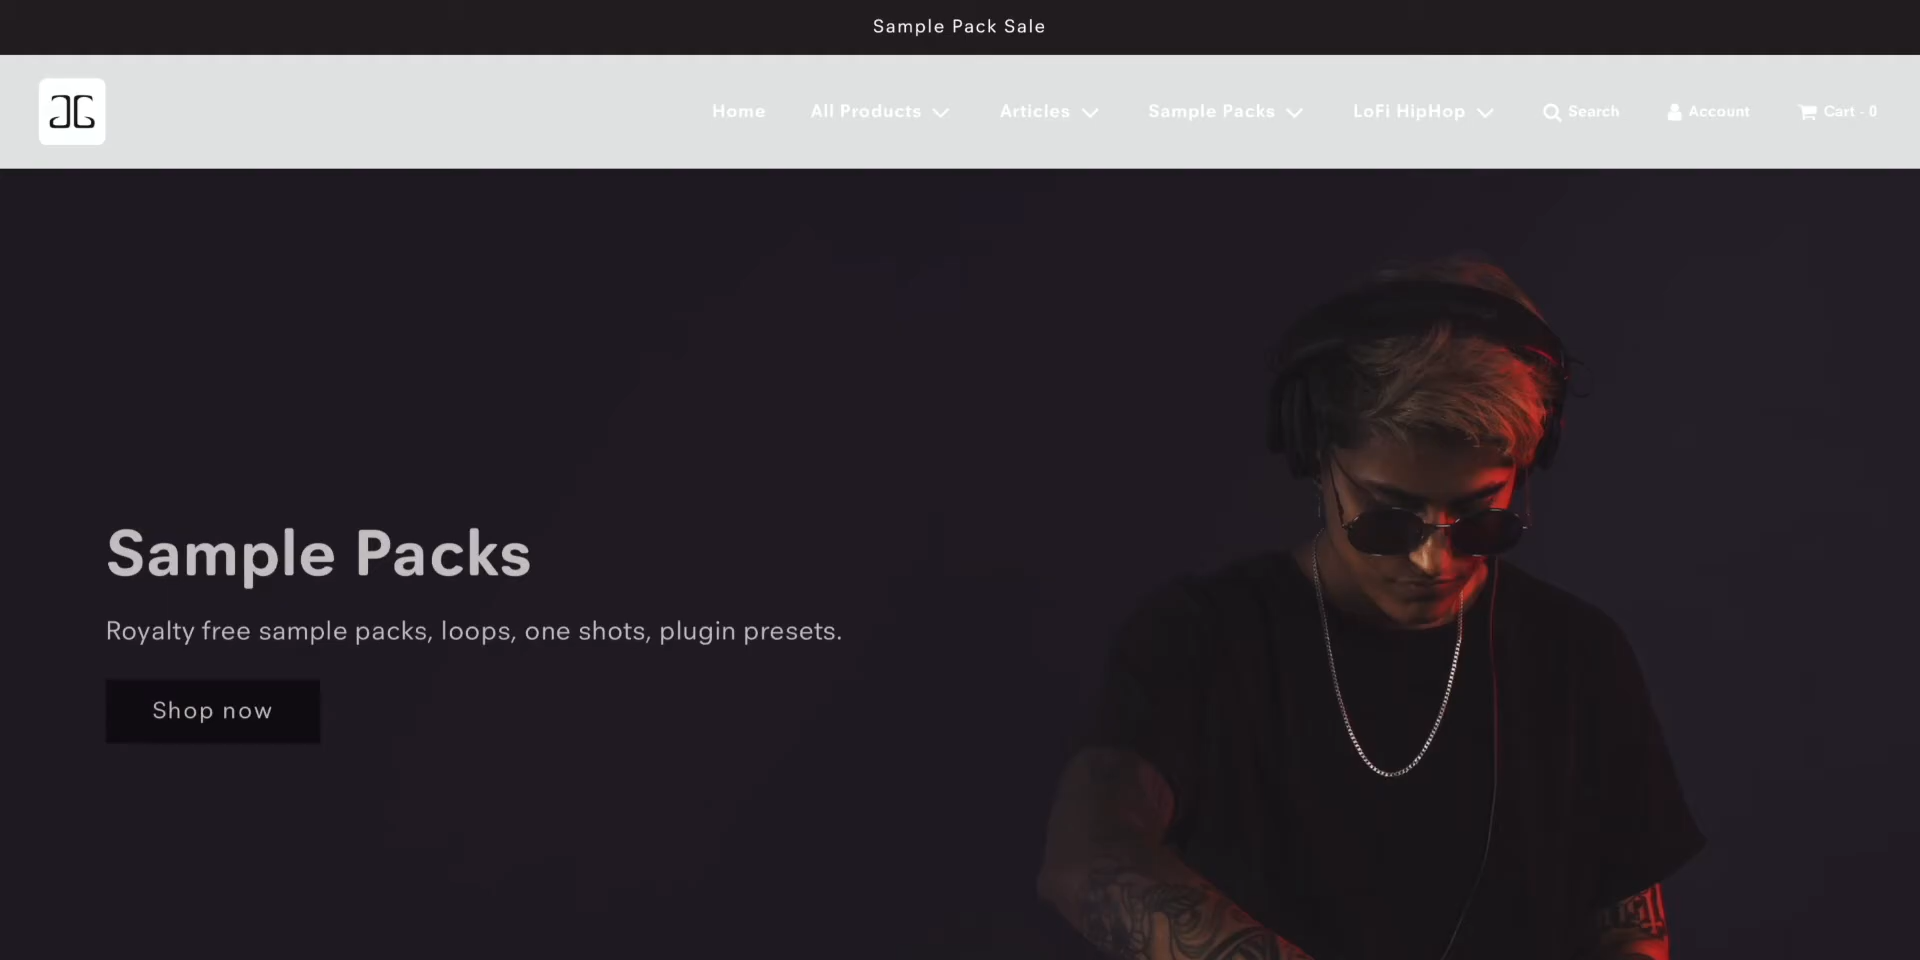 Sample Pack Sale
Home All Products Articles Sample Packs LoFi HipHop Search Account Cart - 0
Sample Packs
Royalty free sample packs, loops, one shots, plugin presets.
Shop now